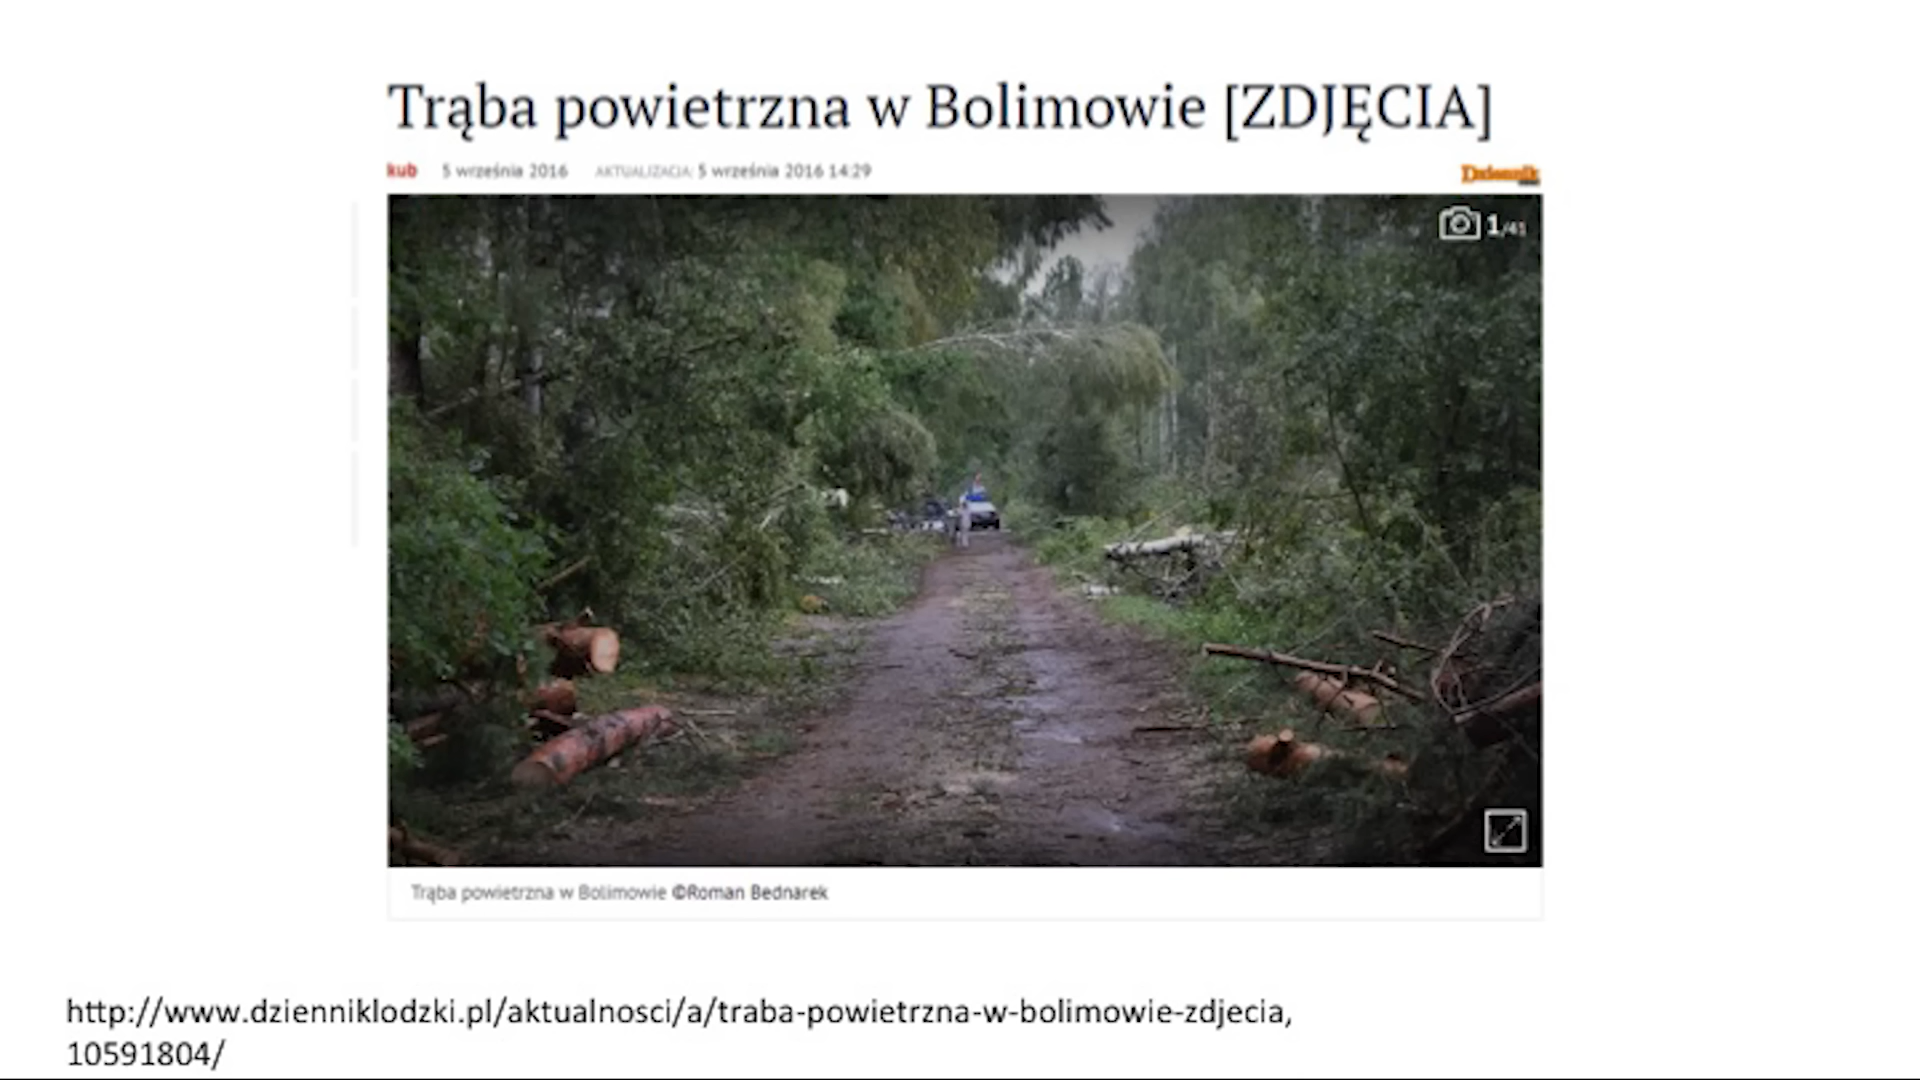 Trąba powietrzna w Bolimowie [ZDJĘCIA]
kub 5 września 2016 AKTUALIZACJA: 5 września 2016 14:29
Dziennik
1/41
Trąba powietrzna w Bolimowie ©Roman Bednarek
http://www.dzienniklodzki.pl/aktualnosci/a/traba-powietrzna-w-bolimowie-zdjecia,
10591804/